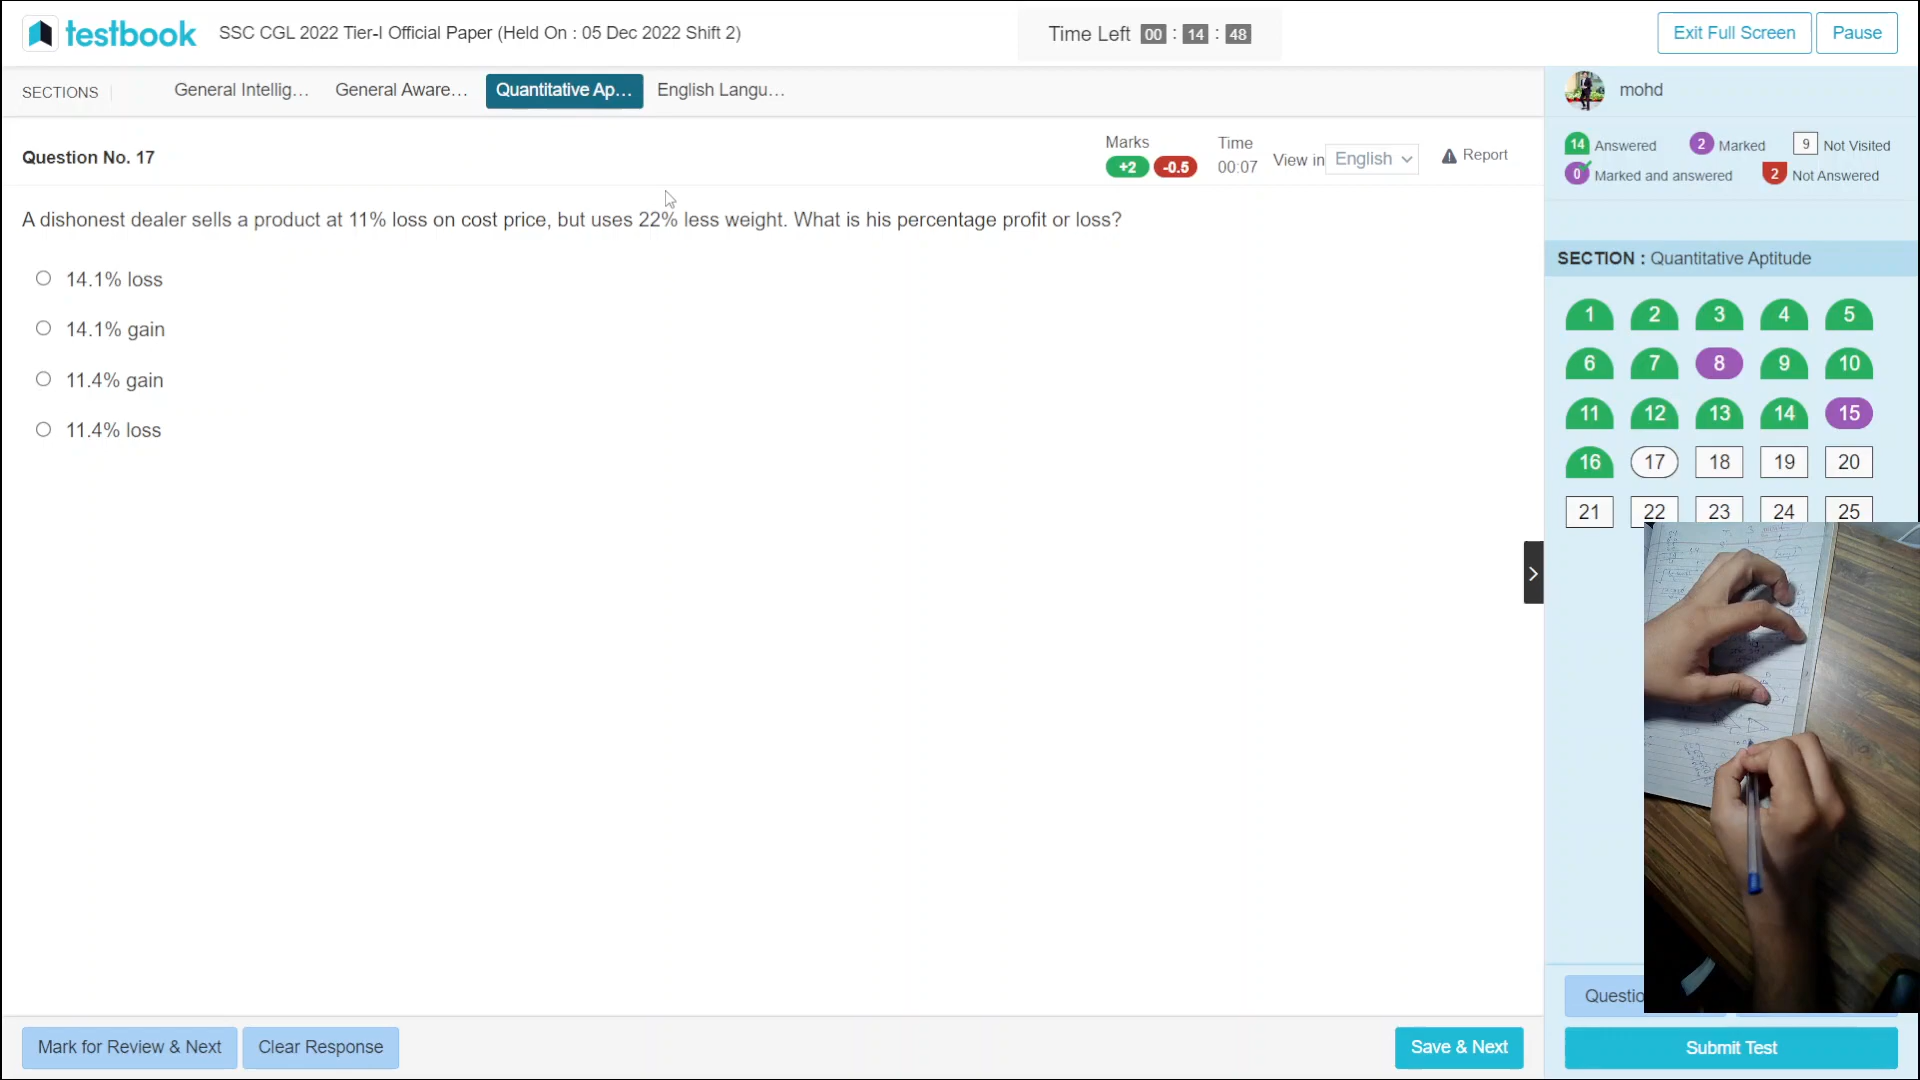 testbook
SSC CGL 2022 Tier-I Official Paper (Held On : 05 Dec 2022 Shift 2)
Time Left 00 : 14 : 48
Exit Full Screen
Pause
SECTIONS
General Intellig...
General Aware...
Quantitative Ap...
English Langu...
mohd
Question No. 17
Marks
+2 -0.5
Time
00:07
View in English
Report
14 Answered
2 Marked
9 Not Visited
0 Marked and answered
2 Not Answered
A dishonest dealer sells a product at 11% loss on cost price, but uses 22% less weight. What is his percentage profit or loss?
14.1% loss
14.1% gain
11.4% gain
11.4% loss
SECTION : Quantitative Aptitude
1 2 3 4 5
6 7 8 9 10
11 12 13 14 15
16 17 18 19 20
21 22 23 24 25
Questio
Mark for Review & Next
Clear Response
Save & Next
Submit Test